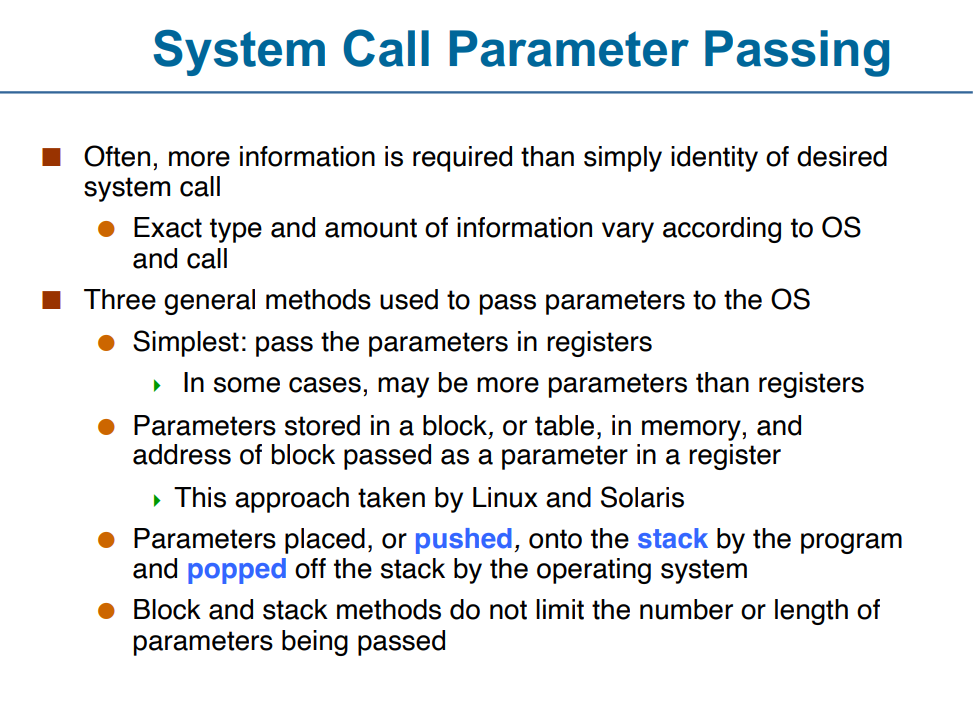 System Call Parameter Passing
Often, more information is required than simply identity of desired
system call
Exact type and amount of information vary according to OS
and call
Three general methods used to pass parameters to the OS
Simplest: pass the parameters in registers
In some cases, may be more parameters than registers
Parameters stored in a block, or table, in memory, and
address of block passed as a parameter in a register
This approach taken by Linux and Solaris
Parameters placed, or pushed, onto the stack by the program
and popped off the stack by the operating system
Block and stack methods do not limit the number or length of
parameters being passed